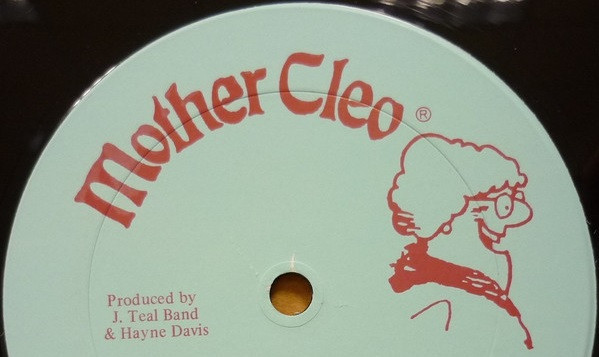 Mother Cleo ®
Produced by
J. Teal Band
& Hayne Davis